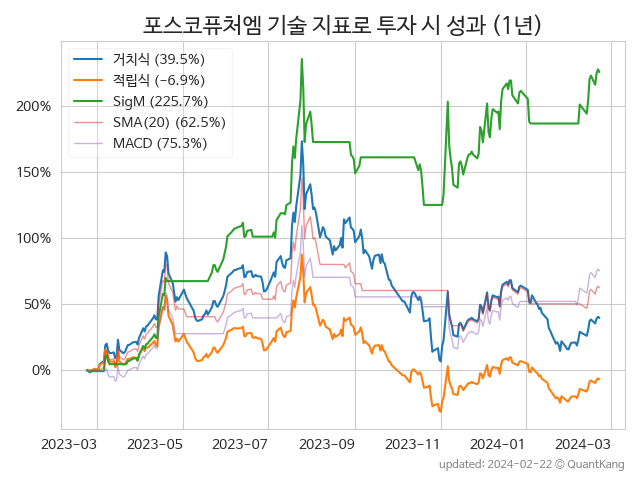 포스코퓨처엠 기술 지표로 투자 시 성과 (1년)
거치식 (39.5%)
적립식 (-6.9%)
SigM (225.7%)
SMA(20) (62.5%)
MACD (75.3%)
200%
150%
100%
50%
0%
2023-03 2023-05 2023-07 2023-09 2023-11 2024-01 2024-03
updated: 2024-02-22 © QuantKang